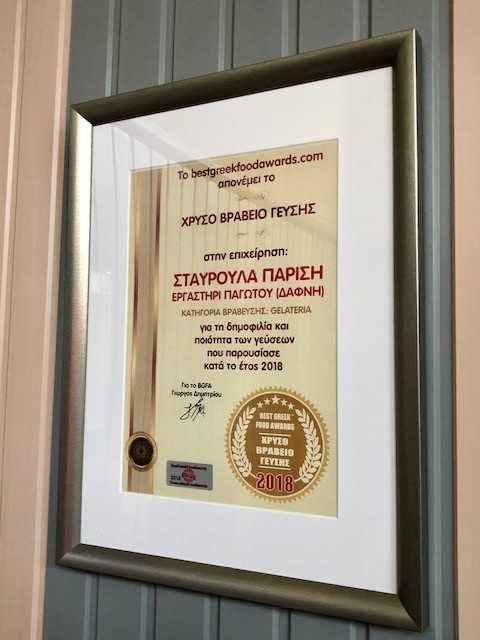 Το bestgreekfoodawards.com
απονέμει το
ΧΡΥΣΟ ΒΡΑΒΕΙΟ ΓΕΥΣΗΣ
στην επιχείρηση:
ΣΤΑΥΡΟΥΛΑ ΠΑΡΙΣΗ
ΕΡΓΑΣΤΗΡΙ ΠΑΓΩΤΟΥ (ΔΑΦΝΗ)
ΚΑΤΗΓΟΡΙΑ ΒΡΑΒΕΥΣΗΣ: GELATERIA
για τη δημοφιλία και
ποιότητα των γεύσεων
που παρουσίασε
κατά το έτος 2018
Για το BGFA
Γιώργος Δημητρίου
BEST GREEK
FOOD AWARDS
ΧΡΥΣΟ
ΒΡΑΒΕΙΟ
ΓΕΥΣΗΣ
2018
2018